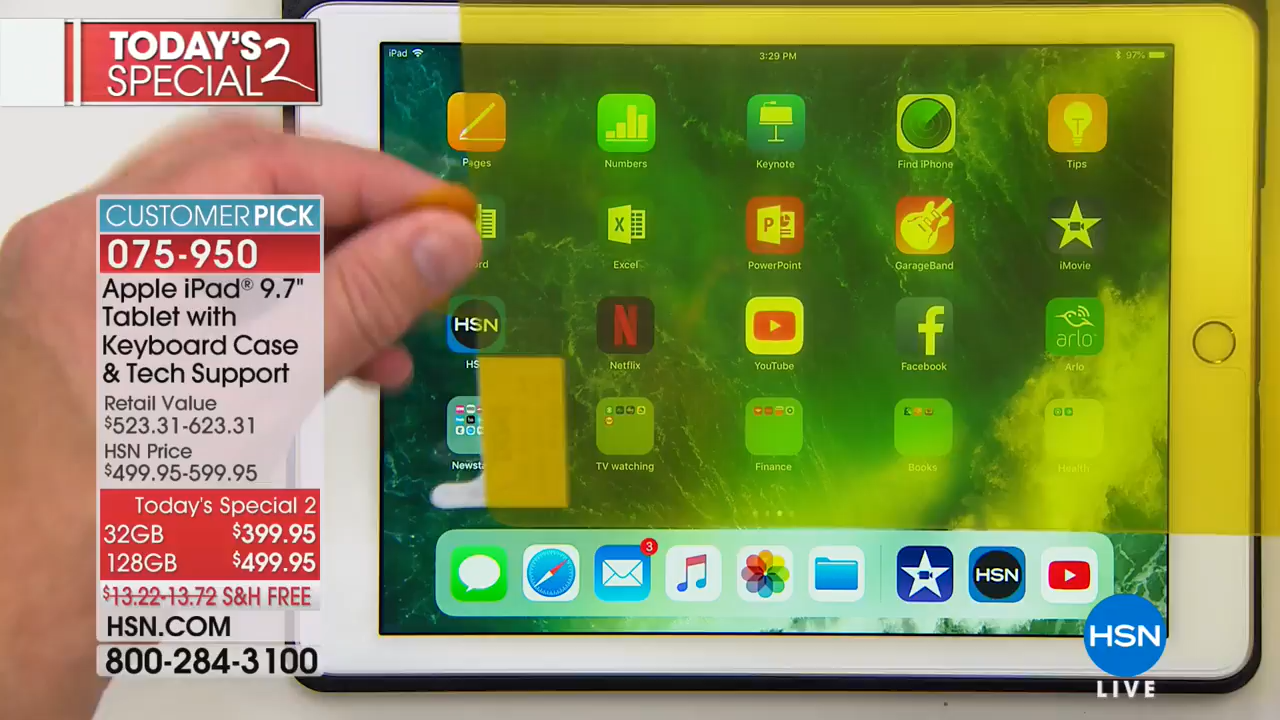 TODAY'S
SPECIAL 2
CUSTOMER PICK
075-950
Apple iPad® 9.7"
Tablet with
Keyboard Case
& Tech Support
Retail Value
$523.31-623.31
HSN Price
$499.95-599.95
Today's Special 2
32GB $399.95
128GB $499.95
$13.22-13.72 S&H FREE
HSN.COM
800-284-3100
iPad 3:29 PM 97%
Pages Numbers Keynote Find iPhone Tips
Excel PowerPoint GarageBand iMovie
HSN
Netflix YouTube Facebook Arlo
arlo
TV watching Finance Books Health
3
HSN
HSN
LIVE